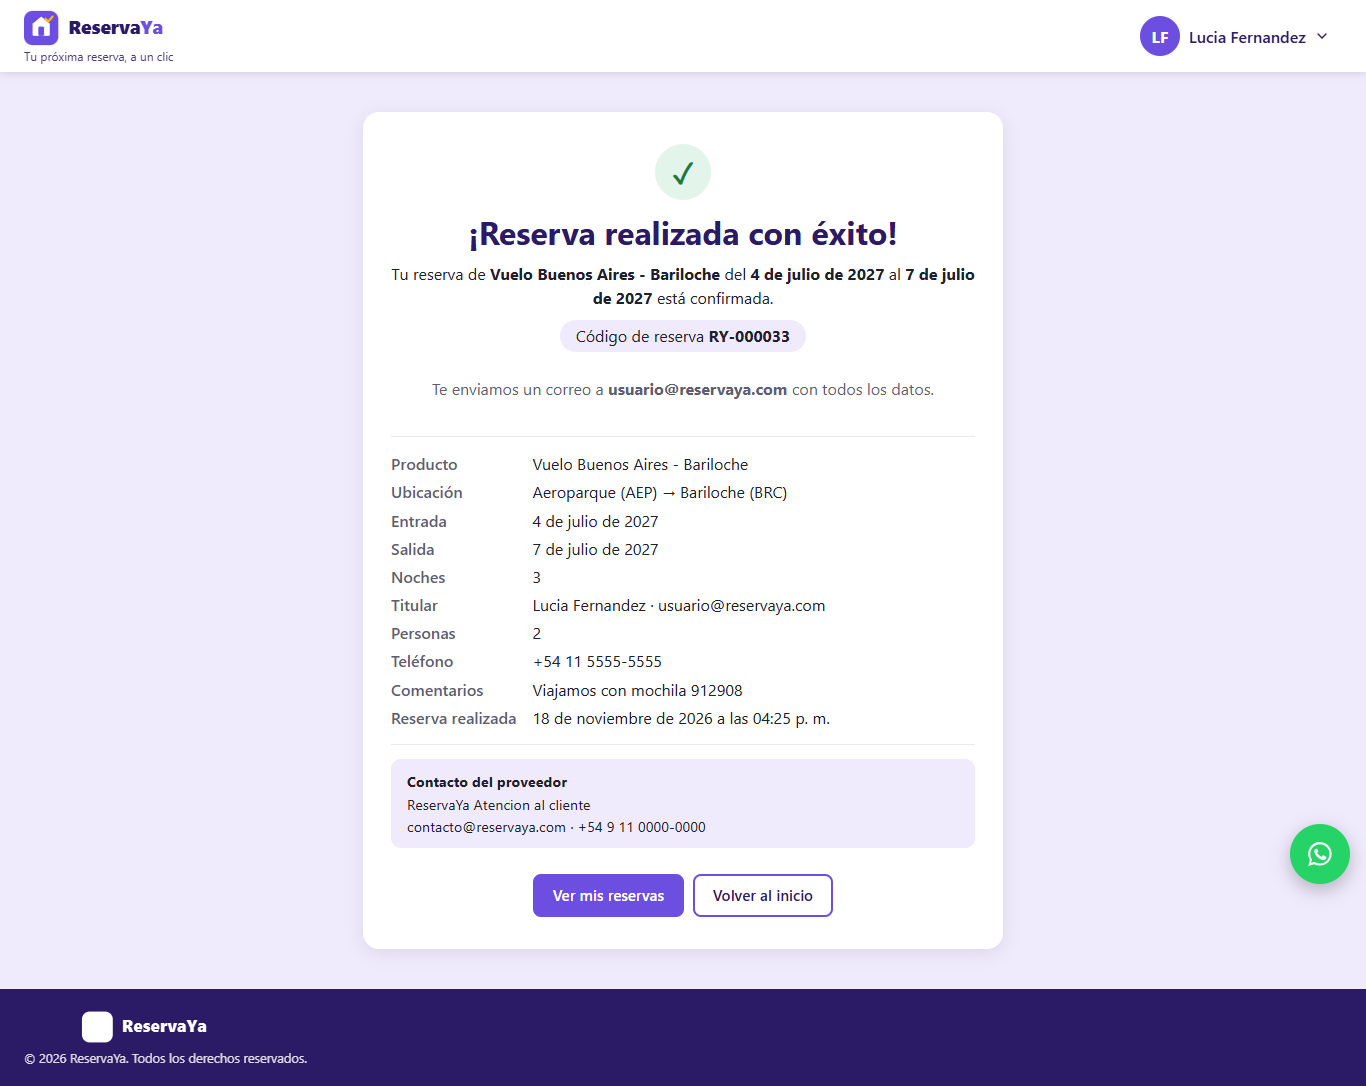 ReservaYa
Tu próxima reserva, a un clic
LF
Lucia Fernandez
¡Reserva realizada con éxito!
Tu reserva de Vuelo Buenos Aires - Bariloche del 4 de julio de 2027 al 7 de julio
de 2027 está confirmada.
Código de reserva RY-000033
Te enviamos un correo a usuario@reservaya.com con todos los datos.
Producto Vuelo Buenos Aires - Bariloche
Ubicación Aeroparque (AEP) → Bariloche (BRC)
Entrada 4 de julio de 2027
Salida 7 de julio de 2027
Noches 3
Titular Lucia Fernandez · usuario@reservaya.com
Personas 2
Teléfono +54 11 5555-5555
Comentarios Viajamos con mochila 912908
Reserva realizada 18 de noviembre de 2026 a las 04:25 p. m.
Contacto del proveedor
ReservaYa Atencion al cliente
contacto@reservaya.com · +54 9 11 0000-0000
Ver mis reservas
Volver al inicio
ReservaYa
© 2026 ReservaYa. Todos los derechos reservados.